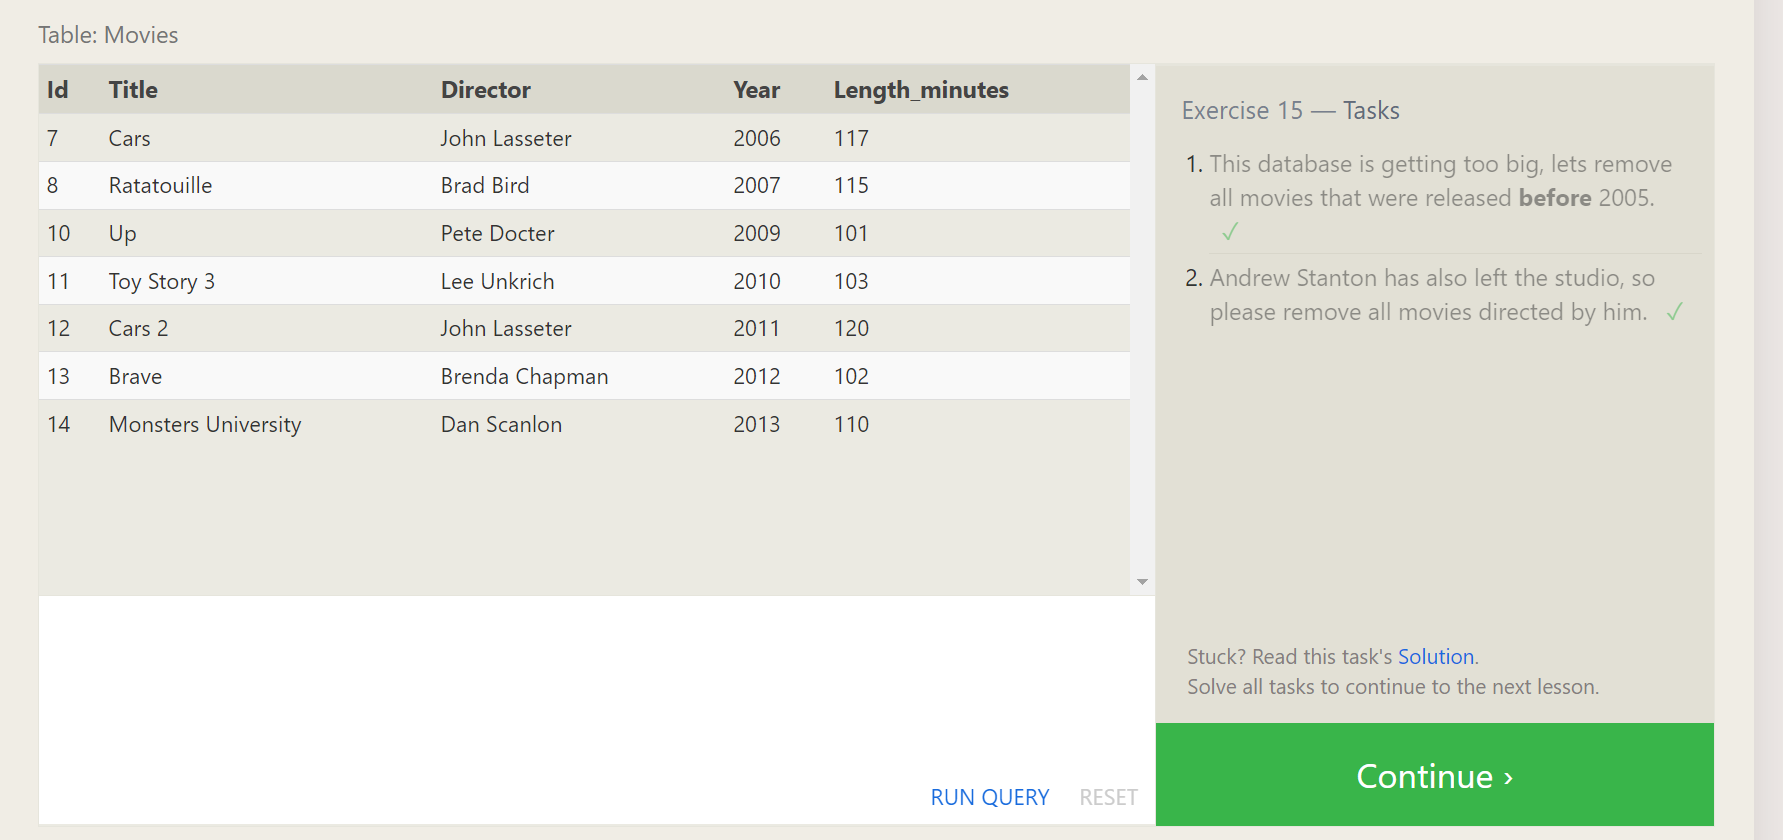 Table: Movies
Id Title Director Year Length_minutes
7 Cars John Lasseter 2006 117
8 Ratatouille Brad Bird 2007 115
10 Up Pete Docter 2009 101
11 Toy Story 3 Lee Unkrich 2010 103
12 Cars 2 John Lasseter 2011 120
13 Brave Brenda Chapman 2012 102
14 Monsters University Dan Scanlon 2013 110
RUN QUERY RESET
Exercise 15 — Tasks
1. This database is getting too big, lets remove
all movies that were released before 2005.
✓
2. Andrew Stanton has also left the studio, so
please remove all movies directed by him. ✓
Stuck? Read this task's Solution.
Solve all tasks to continue to the next lesson.
Continue ›